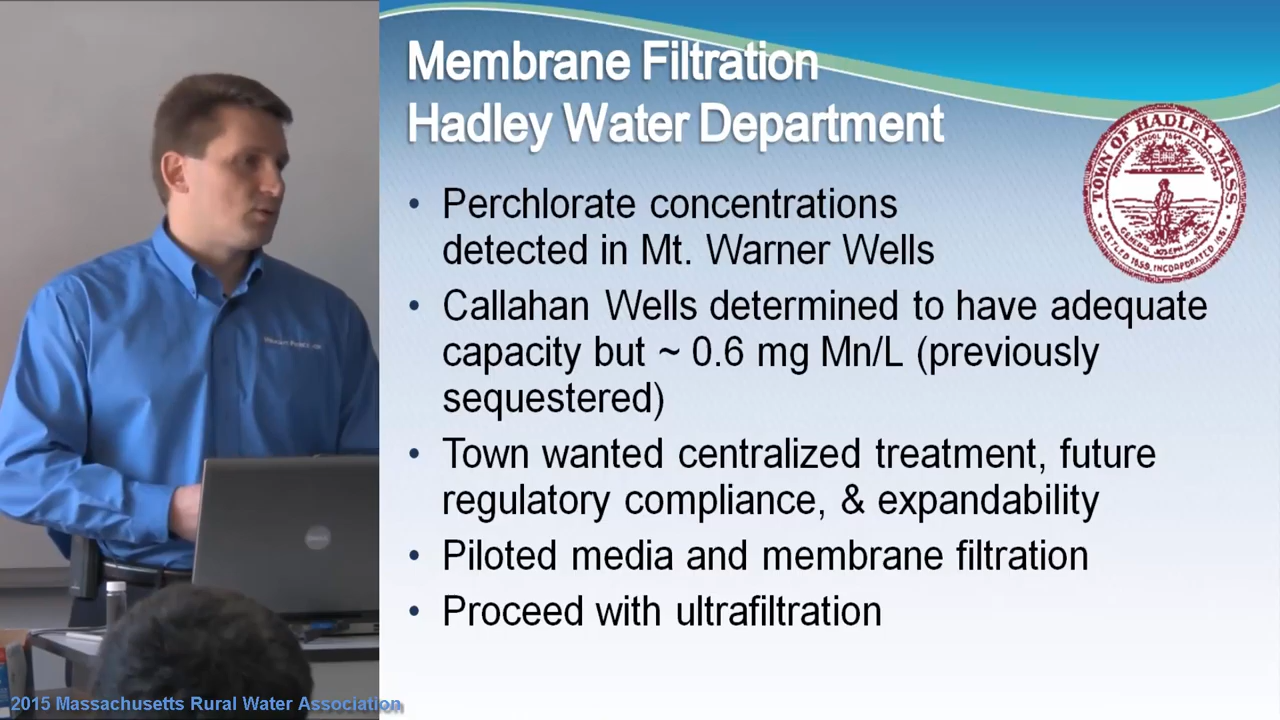 Membrane Filtration
Hadley Water Department
• Perchlorate concentrations
detected in Mt. Warner Wells
• Callahan Wells determined to have adequate
capacity but ~ 0.6 mg Mn/L (previously
sequestered)
• Town wanted centralized treatment, future
regulatory compliance, & expandability
• Piloted media and membrane filtration
• Proceed with ultrafiltration
TOWN OF HADLEY, MASS
GENERAL JOSEPH
SETTLED 1659, INCORPORATED 1661
2015 Massachusetts Rural Water Association